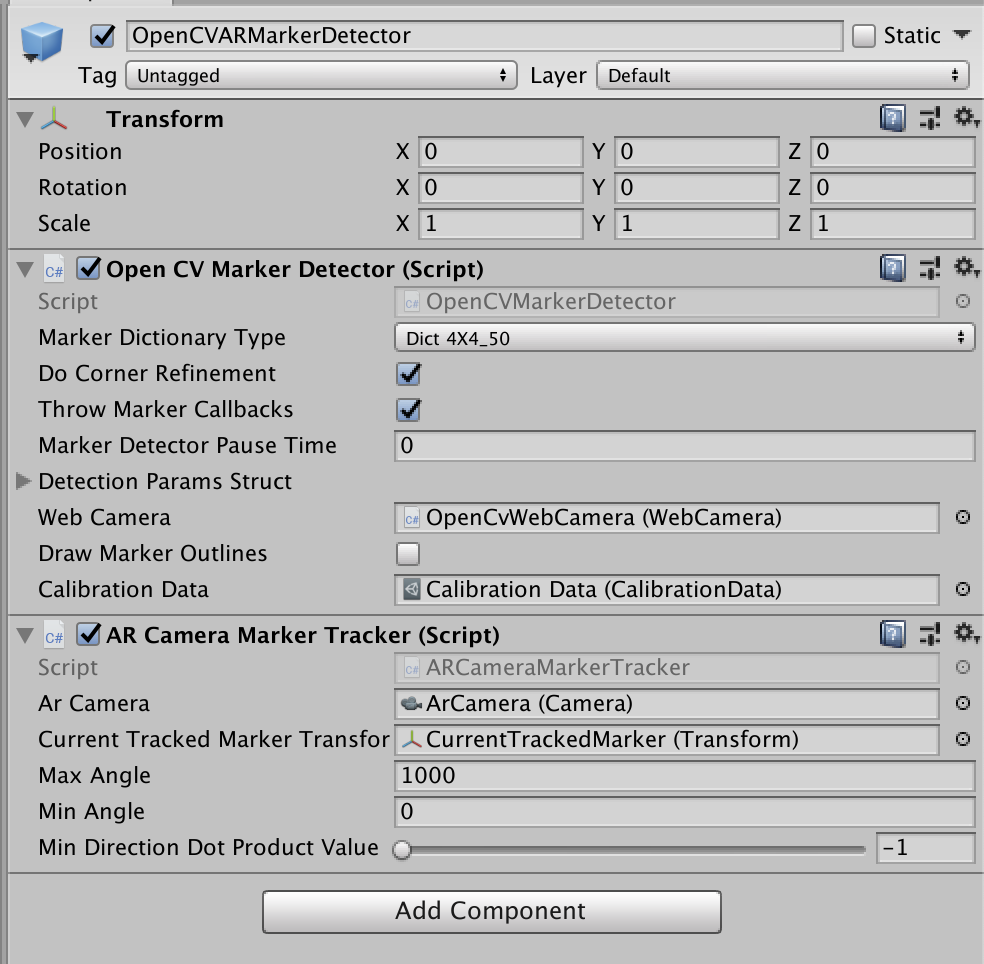 OpenCVARMarkerDetector Static
Tag Untagged Layer Default
Transform
Position X 0 Y 0 Z 0
Rotation X 0 Y 0 Z 0
Scale X 1 Y 1 Z 1
C# Open CV Marker Detector (Script)
Script C# OpenCVMarkerDetector
Marker Dictionary Type Dict 4X4_50
Do Corner Refinement
Throw Marker Callbacks
Marker Detector Pause Time 0
Detection Params Struct
Web Camera C# OpenCvWebCamera (WebCamera)
Draw Marker Outlines
Calibration Data Calibration Data (CalibrationData)
C# AR Camera Marker Tracker (Script)
Script C# ARCameraMarkerTracker
Ar Camera ArCamera (Camera)
Current Tracked Marker Transfor CurrentTrackedMarker (Transform)
Max Angle 1000
Min Angle 0
Min Direction Dot Product Value -1
Add Component